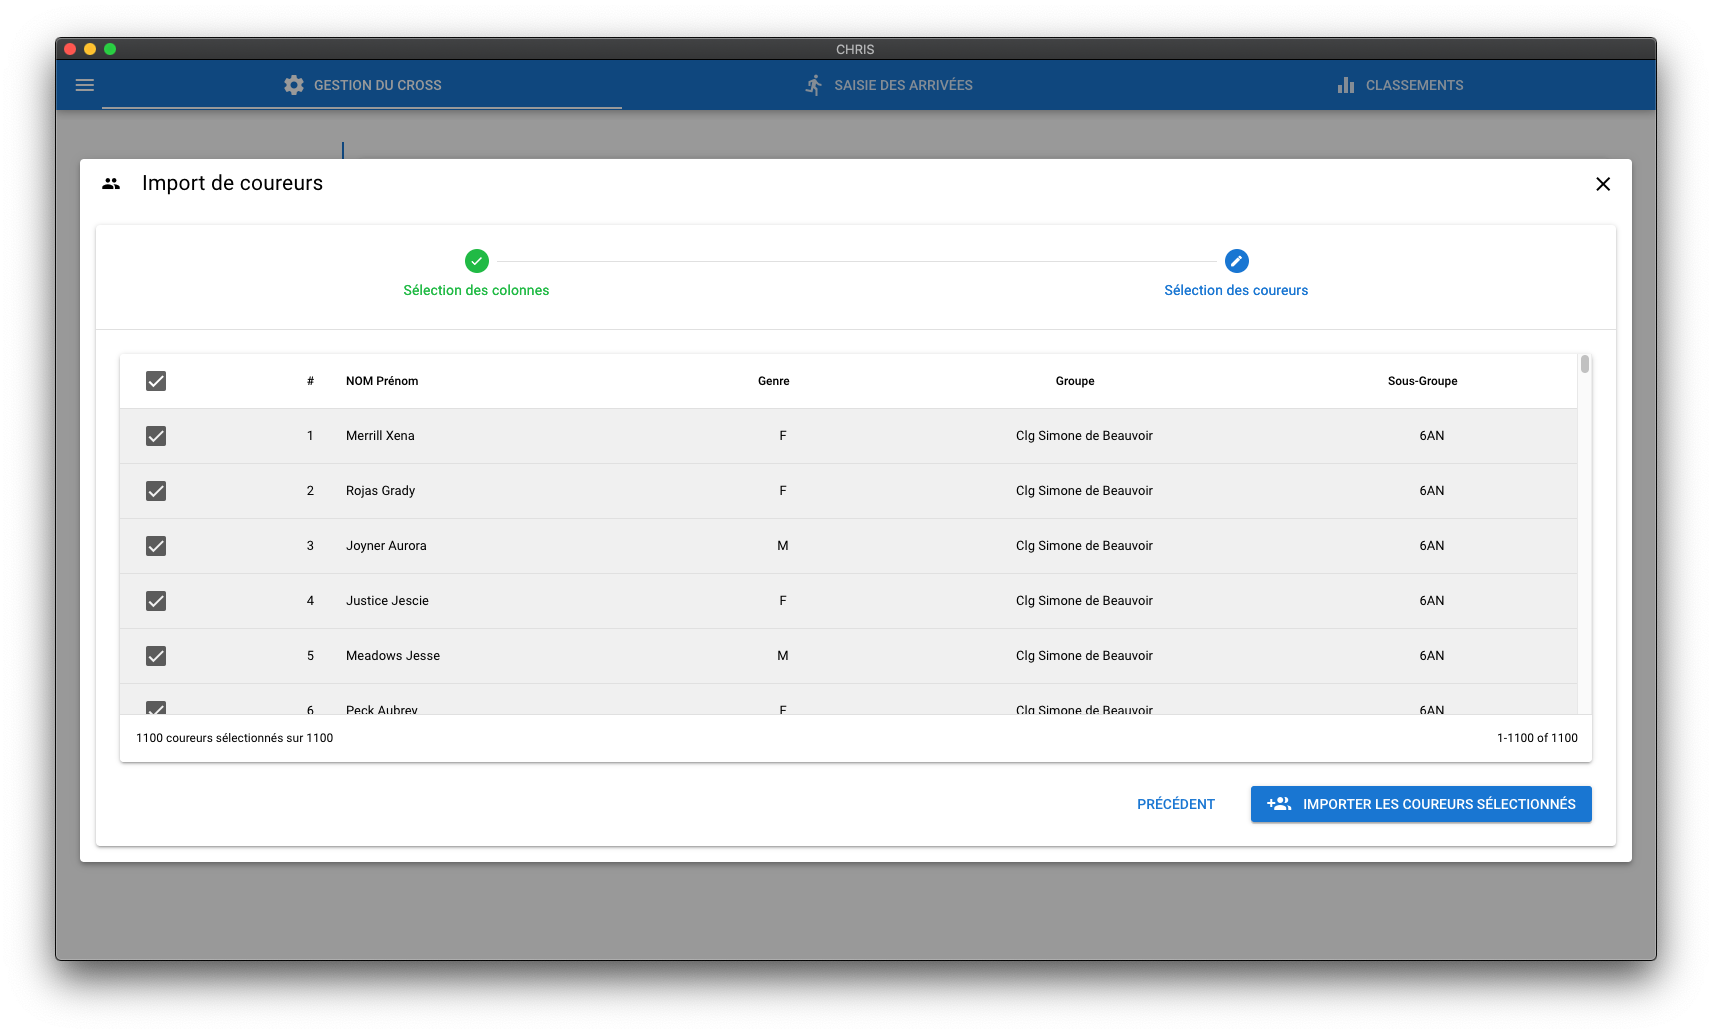 CHRIS
GESTION DU CROSS
SAISIE DES ARRIVÉES
CLASSEMENTS
Import de coureurs
Sélection des colonnes
Sélection des coureurs
# NOM Prénom Genre Groupe Sous-Groupe
1 Merrill Xena F Clg Simone de Beauvoir 6AN
2 Rojas Grady F Clg Simone de Beauvoir 6AN
3 Joyner Aurora M Clg Simone de Beauvoir 6AN
4 Justice Jescie F Clg Simone de Beauvoir 6AN
5 Meadows Jesse M Clg Simone de Beauvoir 6AN
6 Peck Aubrey F Clg Simone de Beauvoir 6AN
1100 coureurs sélectionnés sur 1100
1-1100 of 1100
PRÉCÉDENT
IMPORTER LES COUREURS SÉLECTIONNÉS